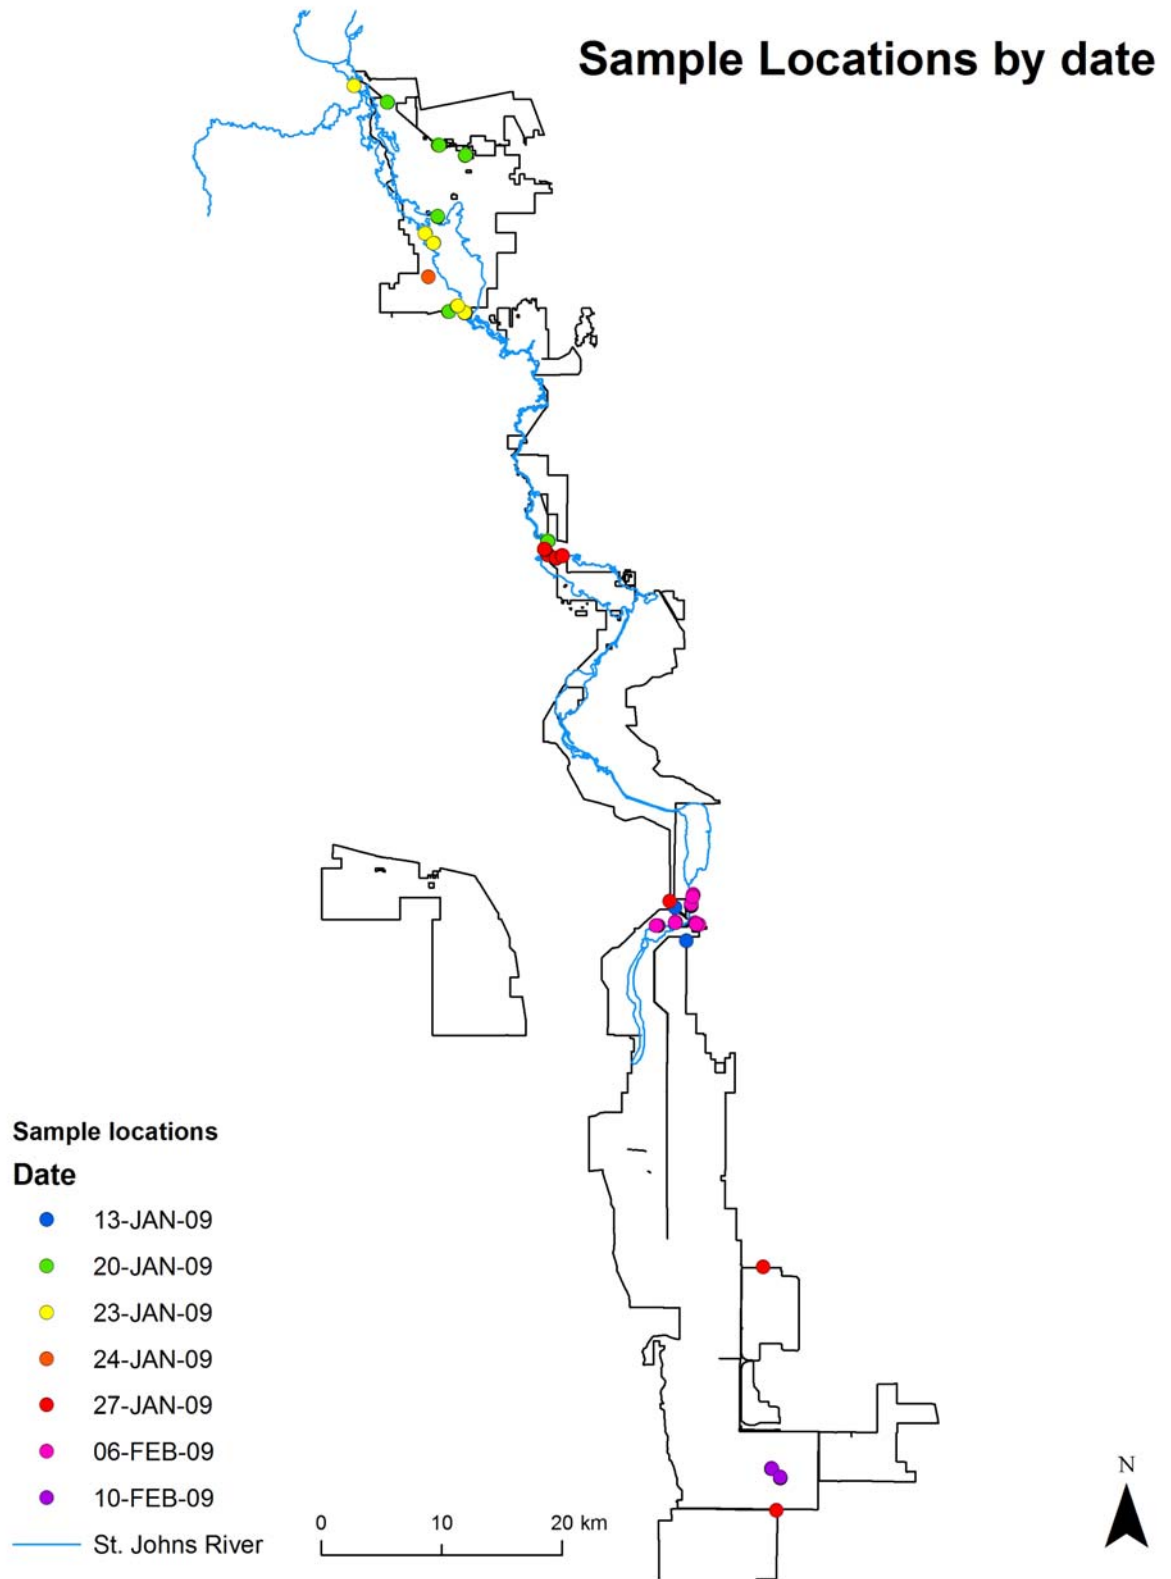 Sample Locations by date
Sample locations
Date
13-JAN-09
20-JAN-09
23-JAN-09
24-JAN-09
27-JAN-09
06-FEB-09
10-FEB-09
St. Johns River
0 10 20 km
N